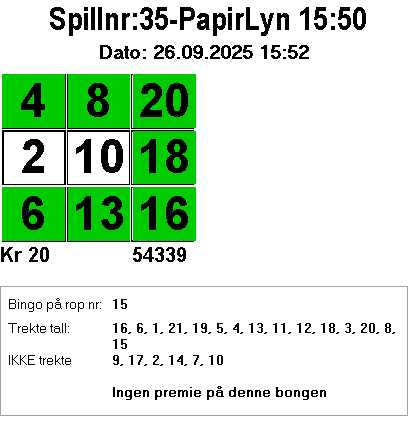 Spillnr:35-PapirLyn 15:50
Dato: 26.09.2025 15:52
4 8 20
2 10 18
6 13 16
Kr 20 54339
Bingo på rop nr: 15
Trekte tall: 16, 6, 1, 21, 19, 5, 4, 13, 11, 12, 18, 3, 20, 8,
15
IKKE trekte 9, 17, 2, 14, 7, 10
Ingen premie på denne bongen